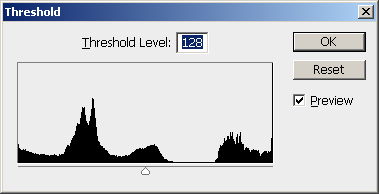 Threshold
Threshold Level: 128
OK
Reset
Preview